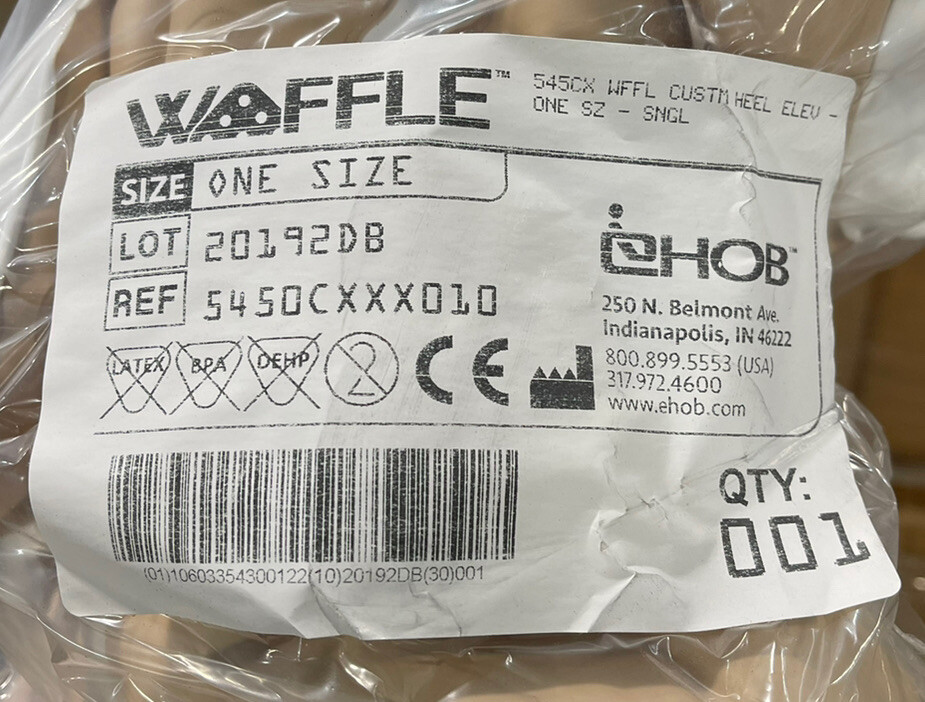 WAFFLE™
545CX WFFL CUSTM HEEL ELEV -
ONE SZ - SNGL
SIZE ONE SIZE
LOT 20192DB
REF 5450CXXX010
LATEX BPA DEHP 2 CE
EHOB™
250 N. Belmont Ave.
Indianapolis, IN 46222
800.899.5553 (USA)
317.972.4600
www.ehob.com
(01)10603354300122(10)20192DB(30)001
QTY:
001